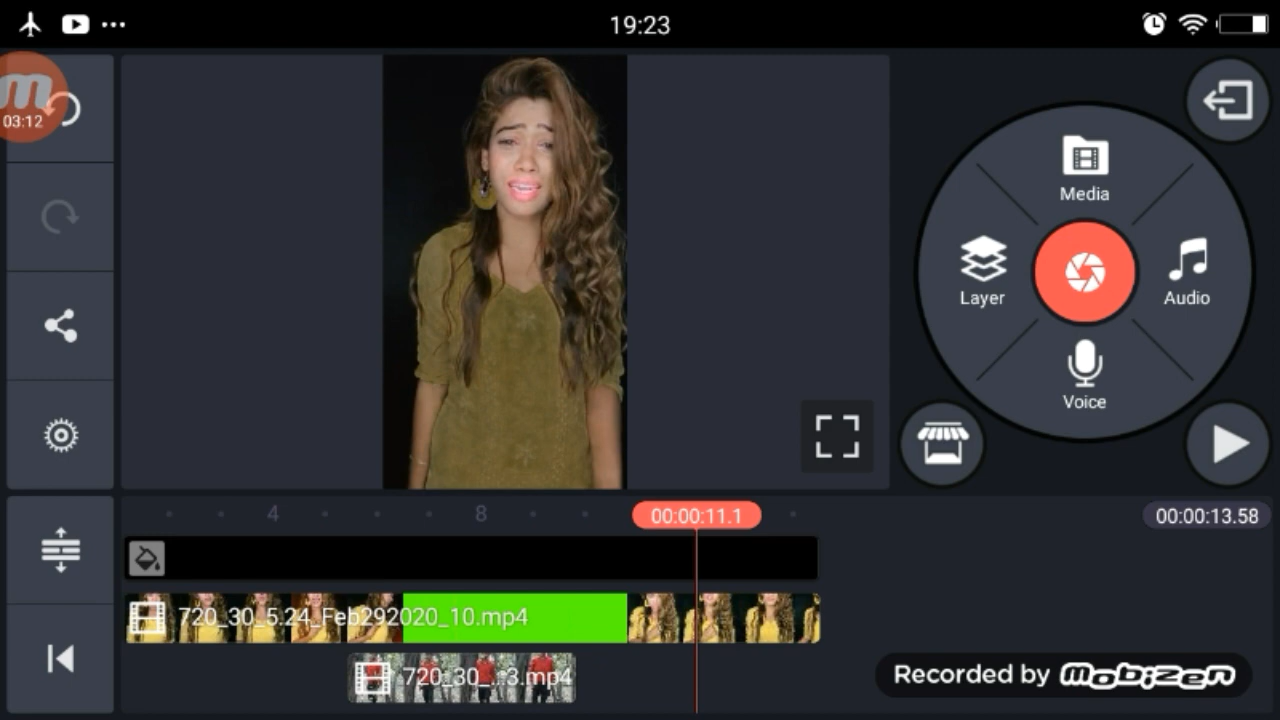 19:23
m
03:12
Media
Layer
Audio
Voice
4
8
00:00:11.1
00:00:13.58
720_30_5.24_Feb292020_10.mp4
720_30_...3.mp4
Recorded by mobizen